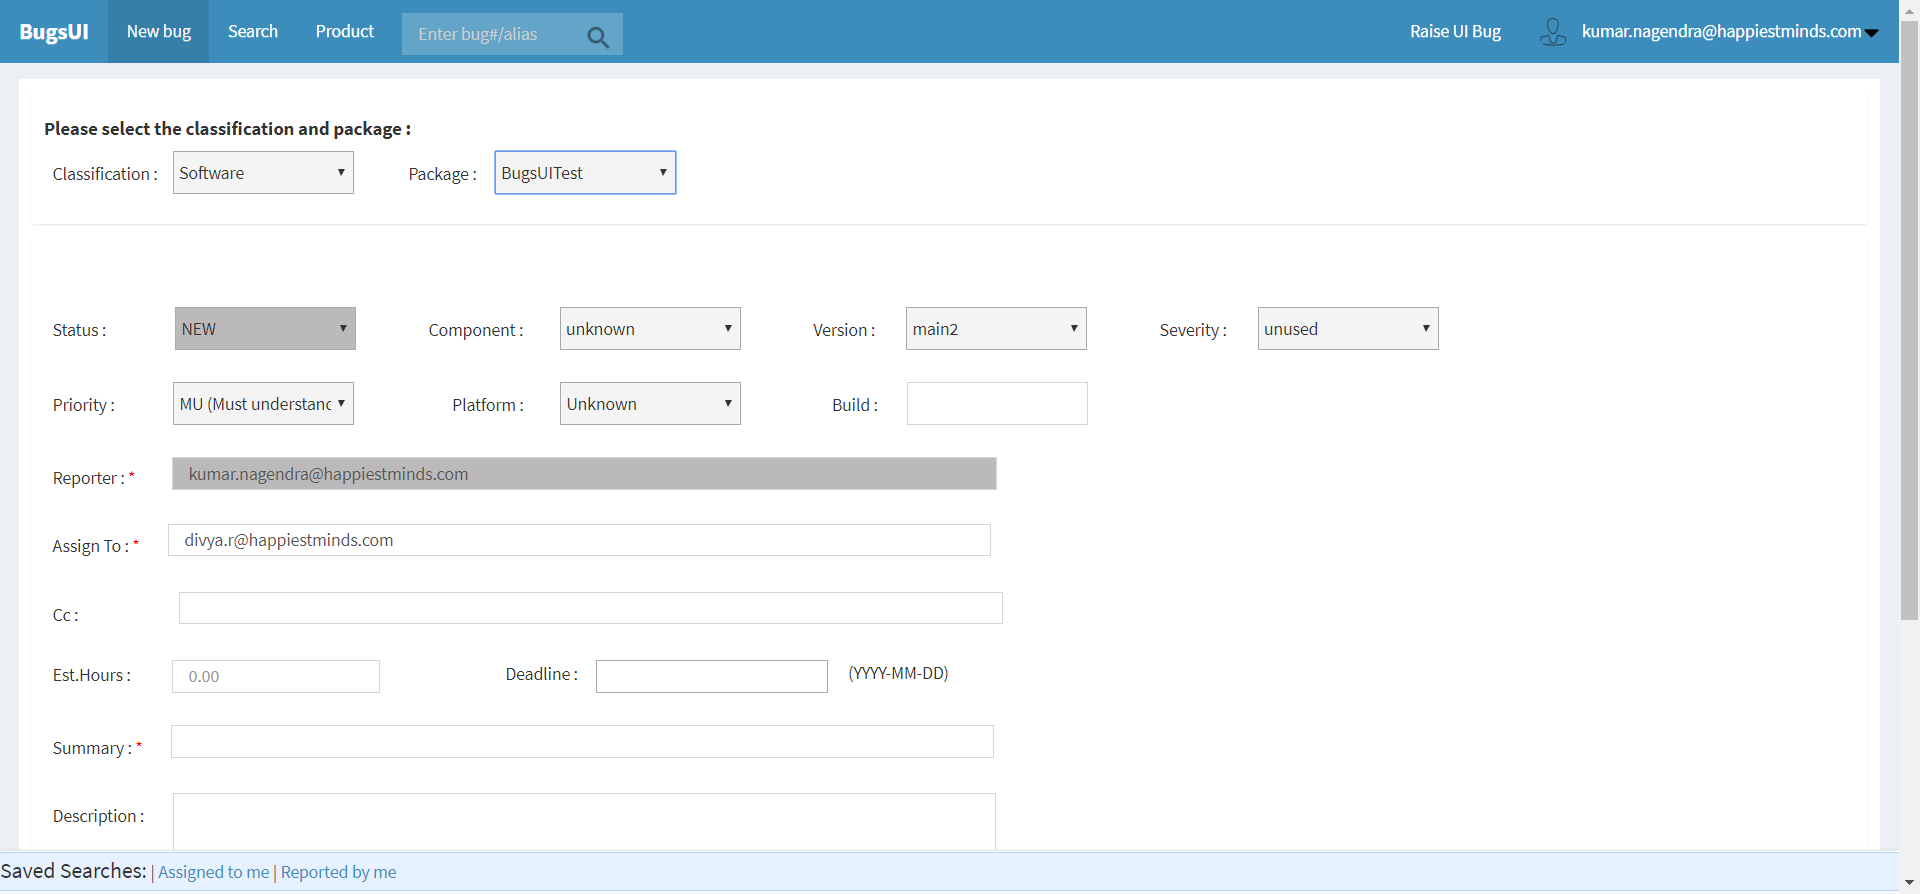 BugsUI New bug Search Product Enter bug#/alias Raise UI Bug kumar.nagendra@happiestminds.com
Please select the classification and package :
Classification : Software Package : BugsUITest
Status : NEW Component : unknown Version : main2 Severity : unused
Priority : MU (Must understanc Platform : Unknown Build :
Reporter : * kumar.nagendra@happiestminds.com
Assign To : * divya.r@happiestminds.com
Cc :
Est.Hours : 0.00 Deadline : (YYYY-MM-DD)
Summary : *
Description :
Saved Searches: | Assigned to me | Reported by me